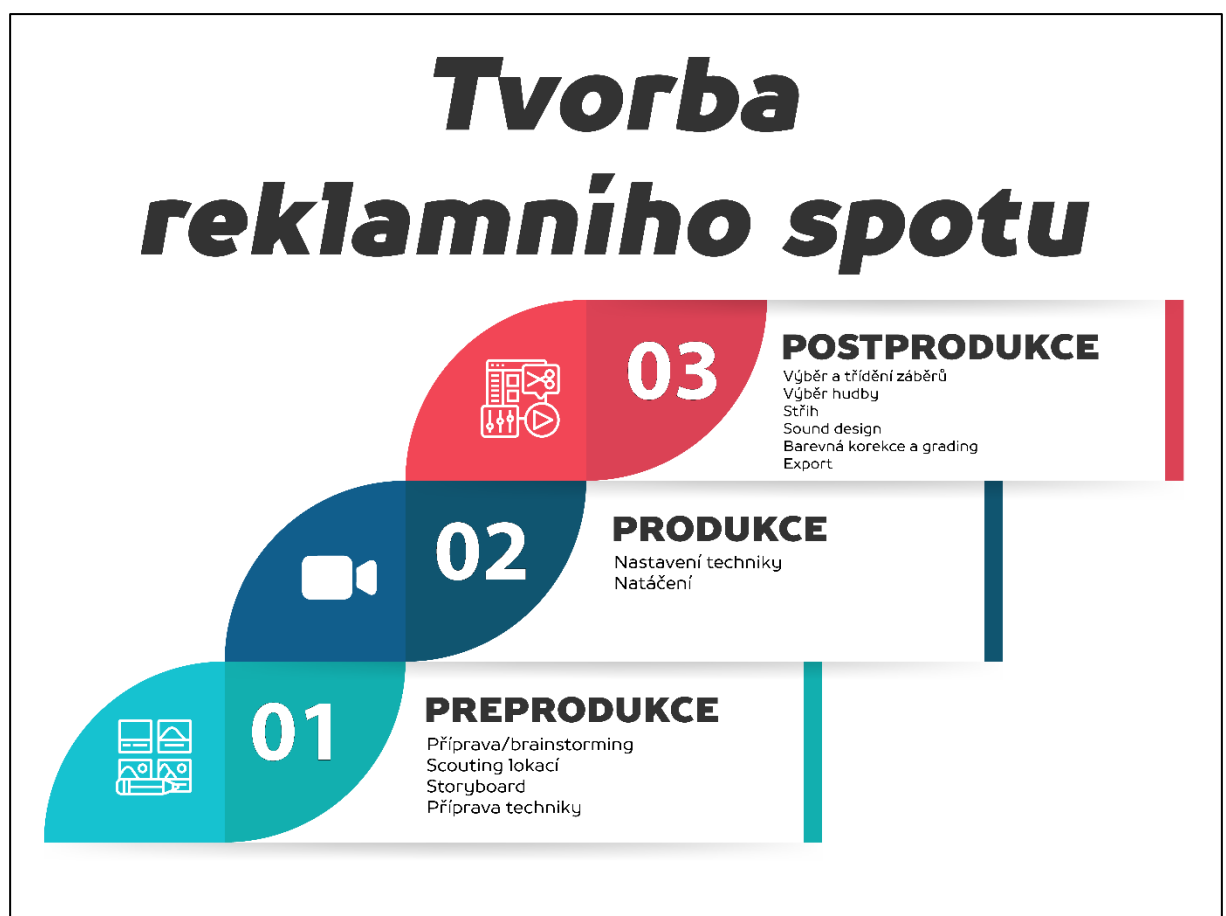 Tvorba
reklamního spotu
03
POSTPRODUKCE
Výběr a třídění záběrů
Výběr hudby
Střih
Sound design
Barevná korekce a grading
Export
02
PRODUKCE
Nastavení techniky
Natáčení
01
PREPRODUKCE
Příprava/brainstorming
Scouting lokací
Storyboard
Příprava techniky